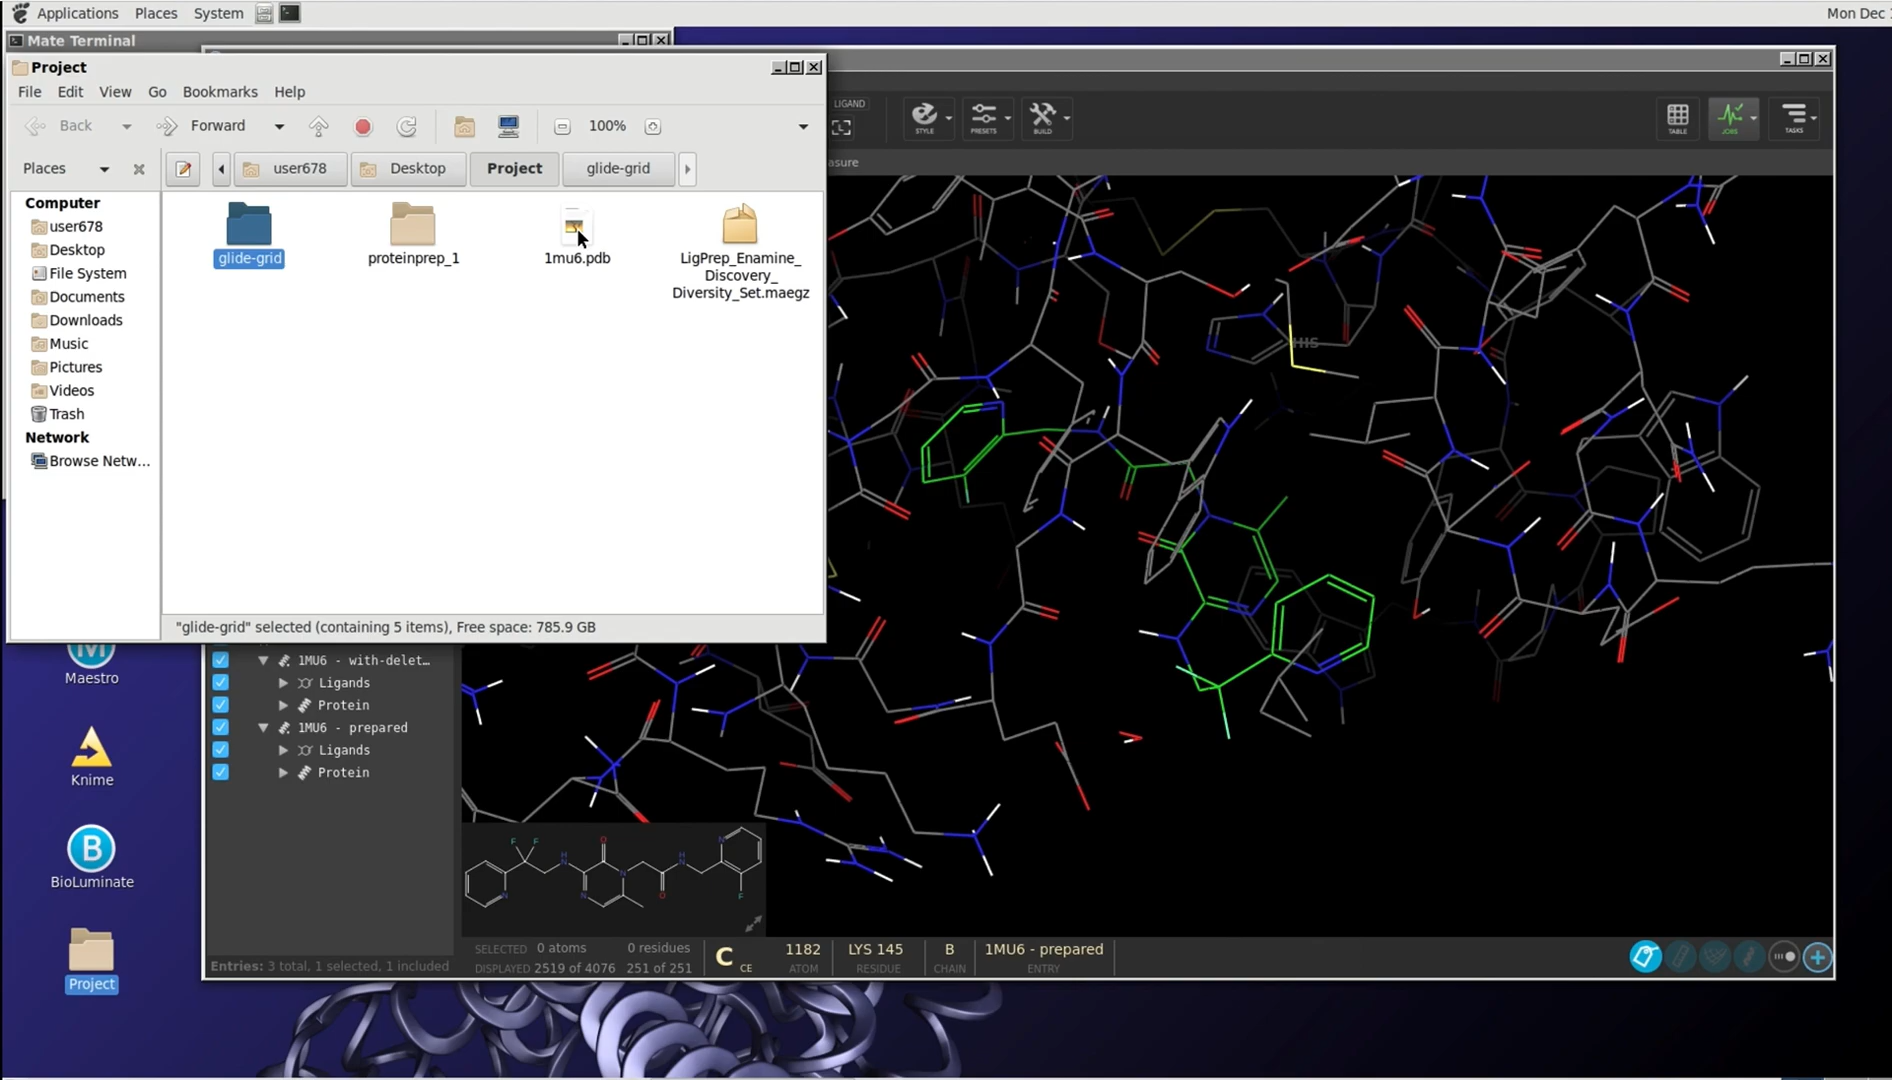 Applications Places System
Mon Dec
Mate Terminal
Project
File Edit View Go Bookmarks Help
Back Forward 100%
Places user678 Desktop Project glide-grid
Computer
user678
Desktop
File System
Documents
Downloads
Music
Pictures
Videos
Trash
Network
Browse Netw...
glide-grid
proteinprep_1
1mu6.pdb
LigPrep_Enamine_
Discovery_
Diversity_Set.maegz
"glide-grid" selected (containing 5 items), Free space: 785.9 GB
LIGAND
STYLE PRESETS BUILD
TABLE JOBS TASKS
asure
HIS
1MU6 - with-delet...
Ligands
Protein
1MU6 - prepared
Ligands
Protein
Entries: 3 total, 1 selected, 1 included
F F
H
N
O
N
N
N
O
H
N
N
F
SELECTED 0 atoms 0 residues
DISPLAYED 2519 of 4076 251 of 251
C CE
1182 LYS 145 B 1MU6 - prepared
ATOM RESIDUE CHAIN ENTRY
M
Maestro
Knime
B
BioLuminate
Project